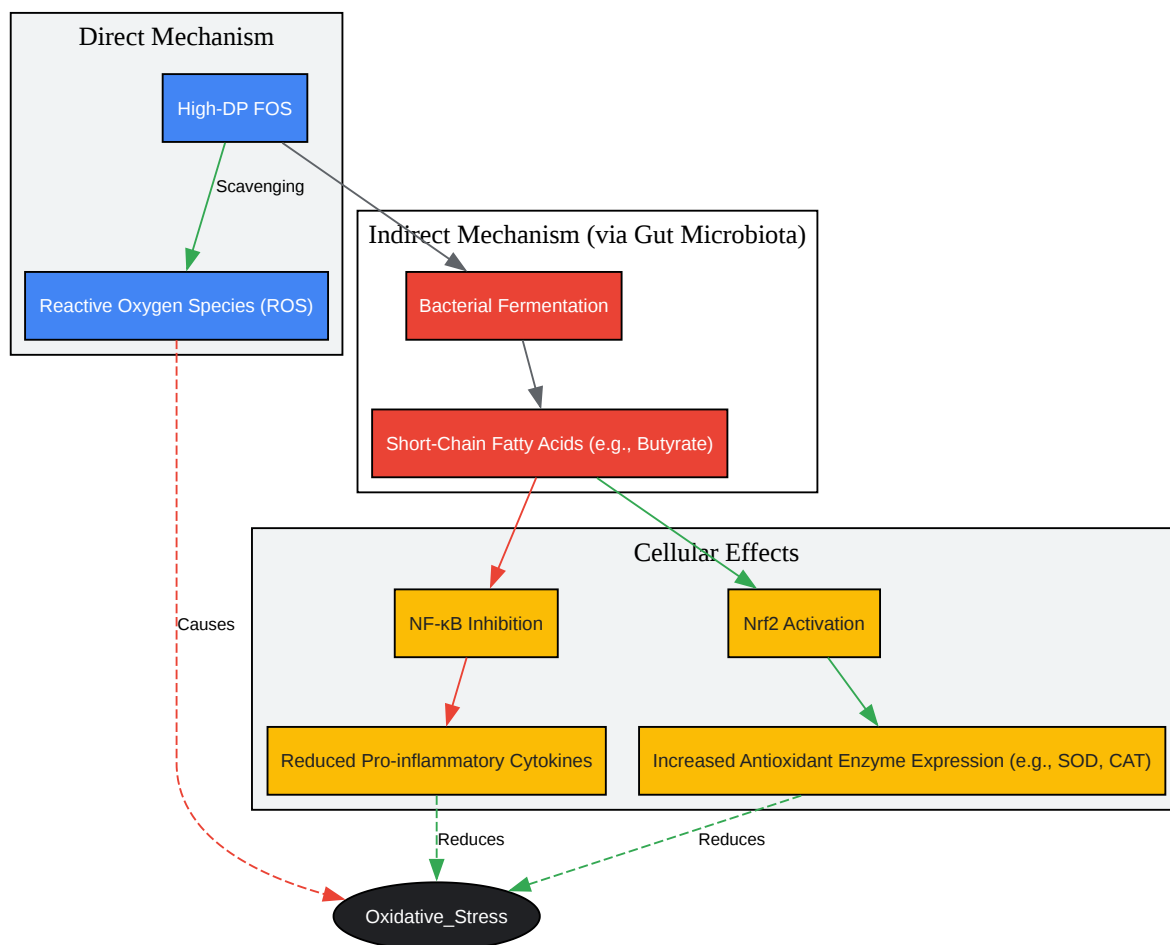 Direct Mechanism
High-DP FOS
Scavenging
Indirect Mechanism (via Gut Microbiota)
Reactive Oxygen Species (ROS)
Bacterial Fermentation
Short-Chain Fatty Acids (e.g., Butyrate)
Cellular Effects
Causes
NF-κB Inhibition
Nrf2 Activation
Reduced Pro-inflammatory Cytokines
Increased Antioxidant Enzyme Expression (e.g., SOD, CAT)
Reduces
Reduces
Oxidative_Stress